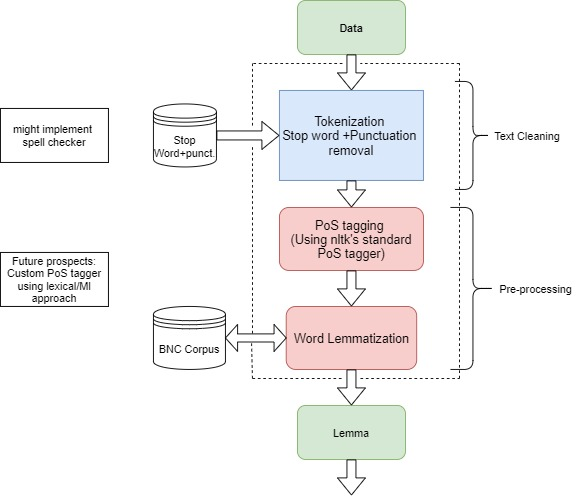 Data
Tokenization
Stop word +Punctuation
removal
might implement
spell checker
Stop
Word+punct.
Text Cleaning
PoS tagging
(Using nltk's standard
PoS tagger)
Future prospects:
Custom PoS tagger
using lexical/MI
approach
Pre-processing
BNC Corpus
Word Lemmatization
Lemma